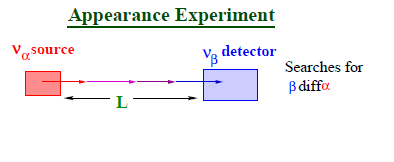 Appearance Experiment
να source
νβ detector
Searches for
β diff α
L